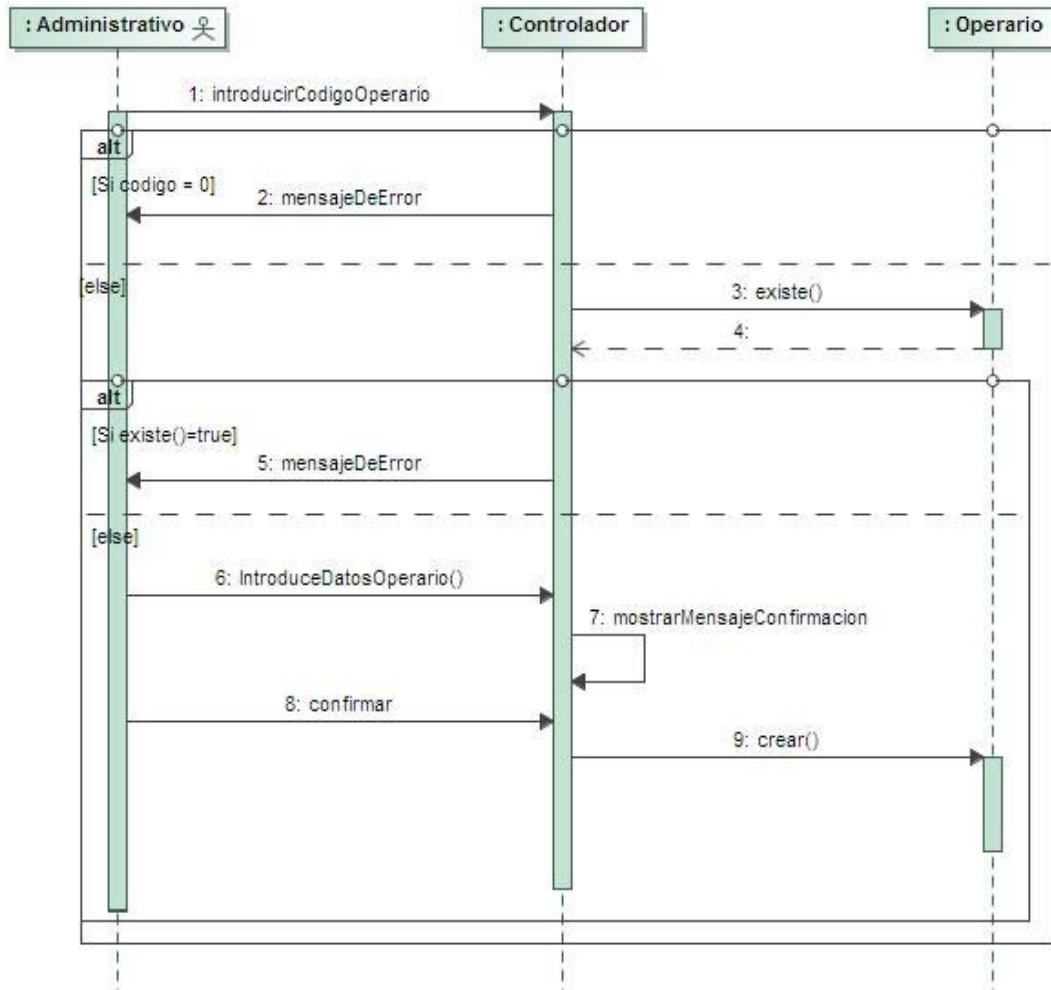 : Administrativo
: Controlador
: Operario
1: introducirCodigoOperario
alt
[Si codigo = 0]
2: mensajeDeError
[else]
3: existe()
4:
alt
[Si existe()=true]
5: mensajeDeError
[else]
6: IntroduceDatosOperario()
7: mostrarMensajeConfirmacion
8: confirmar
9: crear()